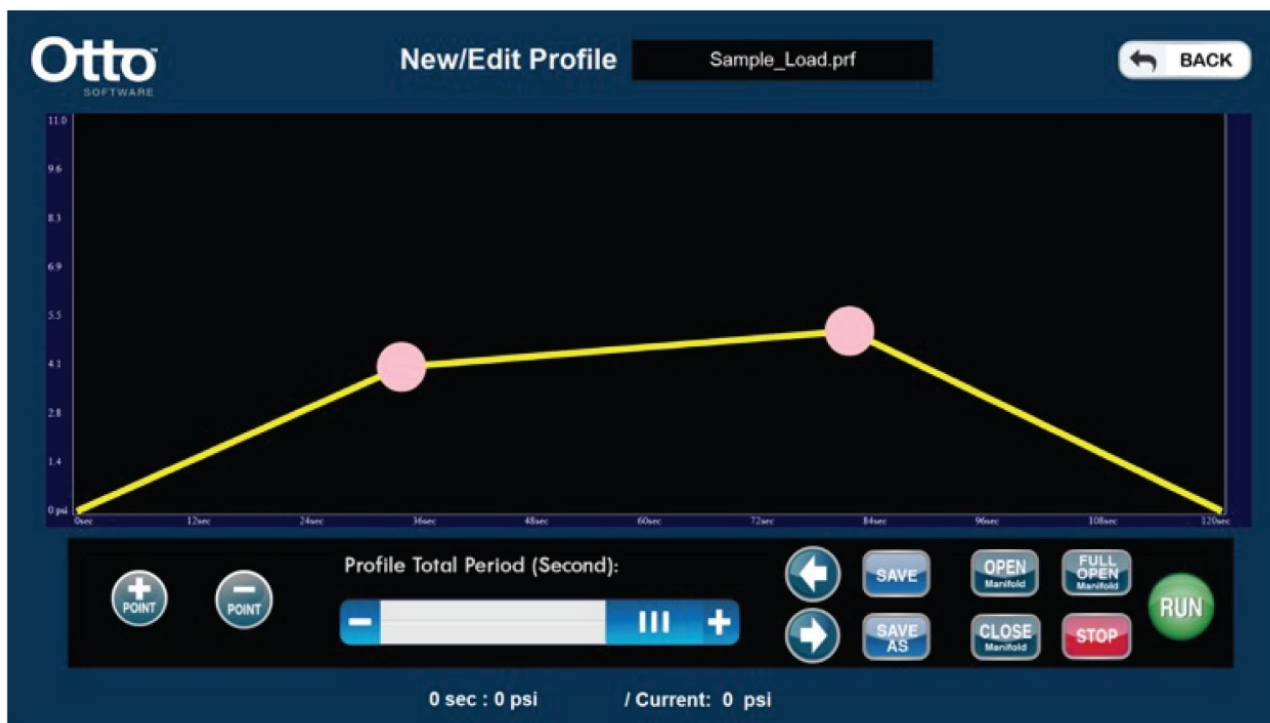 Otto™
SOFTWARE
New/Edit Profile
Sample_Load.prf
BACK
11.0
9.6
8.3
6.9
5.5
4.1
2.8
1.4
0 psi
0sec 12sec 24sec 36sec 48sec 60sec 72sec 84sec 96sec 108sec 120sec
+
POINT
−
POINT
Profile Total Period (Second):
−
+
SAVE
SAVE
AS
OPEN
Manifold
FULL
OPEN
Manifold
CLOSE
Manifold
STOP
RUN
0 sec : 0 psi / Current: 0 psi